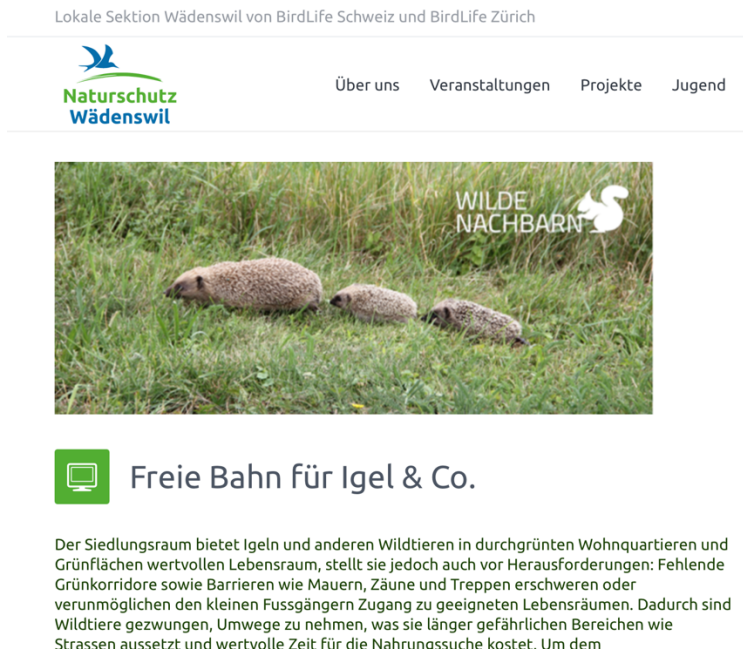 Lokale Sektion Wädenswil von BirdLife Schweiz und BirdLife Zürich
Naturschutz
Wädenswil
Über uns Veranstaltungen Projekte Jugend
WILDE
NACHBARN
Freie Bahn für Igel & Co.
Der Siedlungsraum bietet Igeln und anderen Wildtieren in durchgrünten Wohnquartieren und
Grünflächen wertvollen Lebensraum, stellt sie jedoch auch vor Herausforderungen: Fehlende
Grünkorridore sowie Barrieren wie Mauern, Zäune und Treppen erschweren oder
verunmöglichen den kleinen Fussgängern Zugang zu geeigneten Lebensräumen. Dadurch sind
Wildtiere gezwungen, Umwege zu nehmen, was sie länger gefährlichen Bereichen wie
Strassen aussetzt und wertvolle Zeit für die Nahrungssuche kostet. Um dem